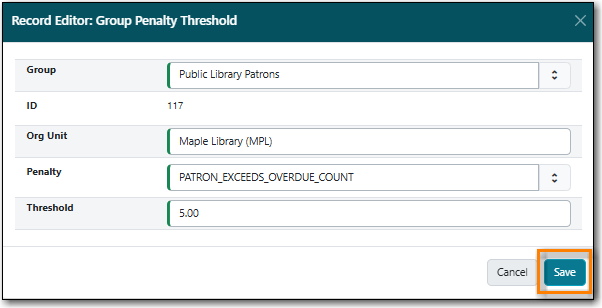 Record Editor: Group Penalty Threshold
Group Public Library Patrons
ID 117
Org Unit Maple Library (MPL)
Penalty PATRON_EXCEEDS_OVERDUE_COUNT
Threshold 5.00
Cancel Save